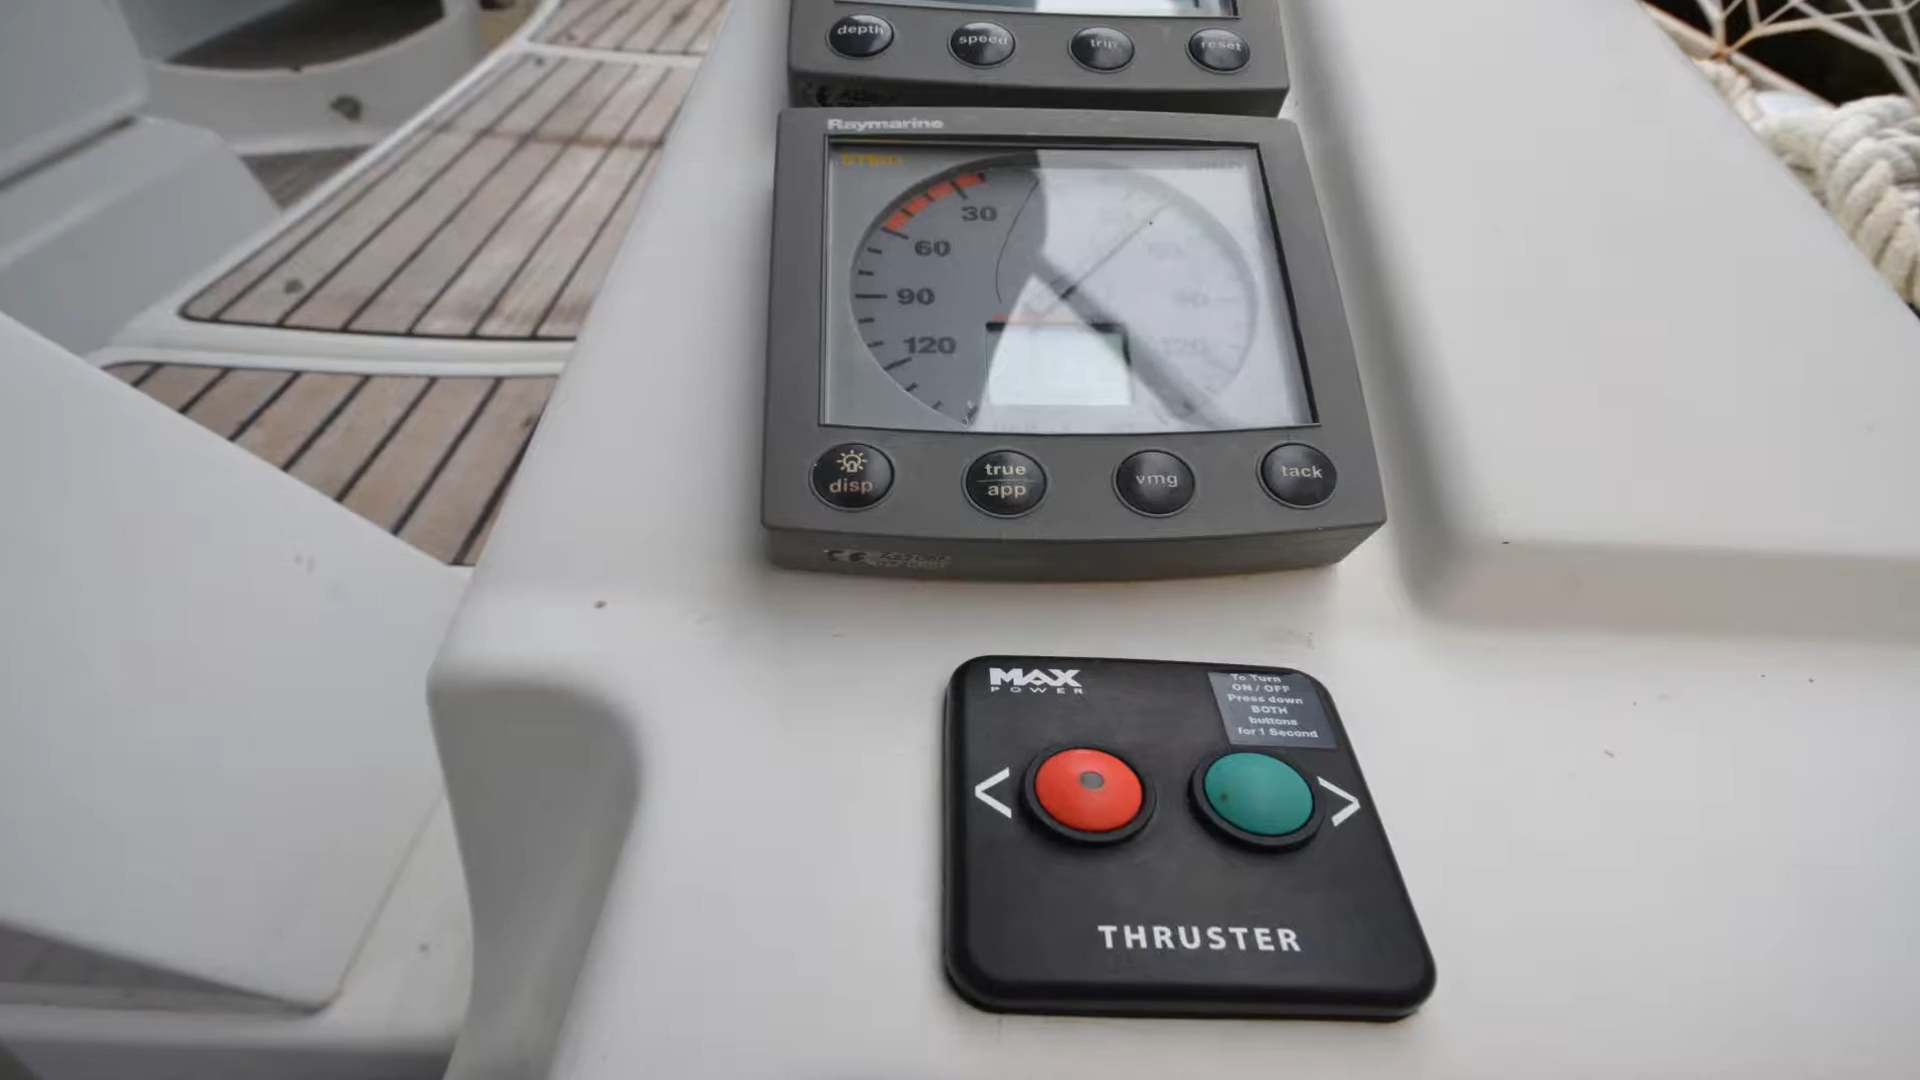 depth
speed
trip
reset
Raymarine
30
60
90
120
120
disp
true
app
vmg
tack
MAX
POWER
To Turn
ON / OFF
Press down
BOTH
buttons
for 1 Second
<
>
THRUSTER